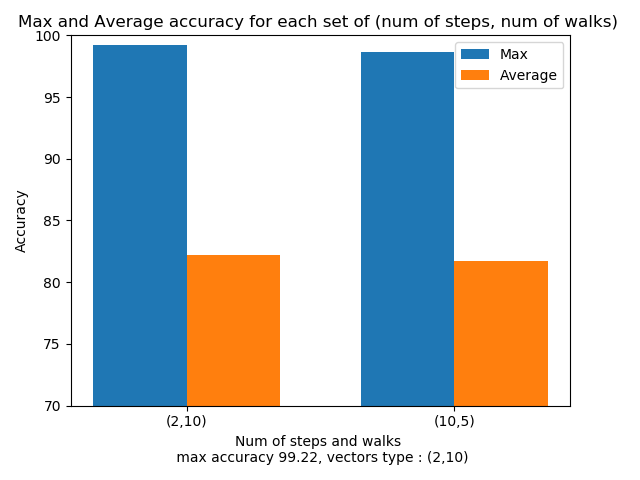 Max and Average accuracy for each set of (num of steps, num of walks)
100
95
90
85
80
75
70
Accuracy
Max
Average
(2,10)
(10,5)
Num of steps and walks
max accuracy 99.22, vectors type : (2,10)